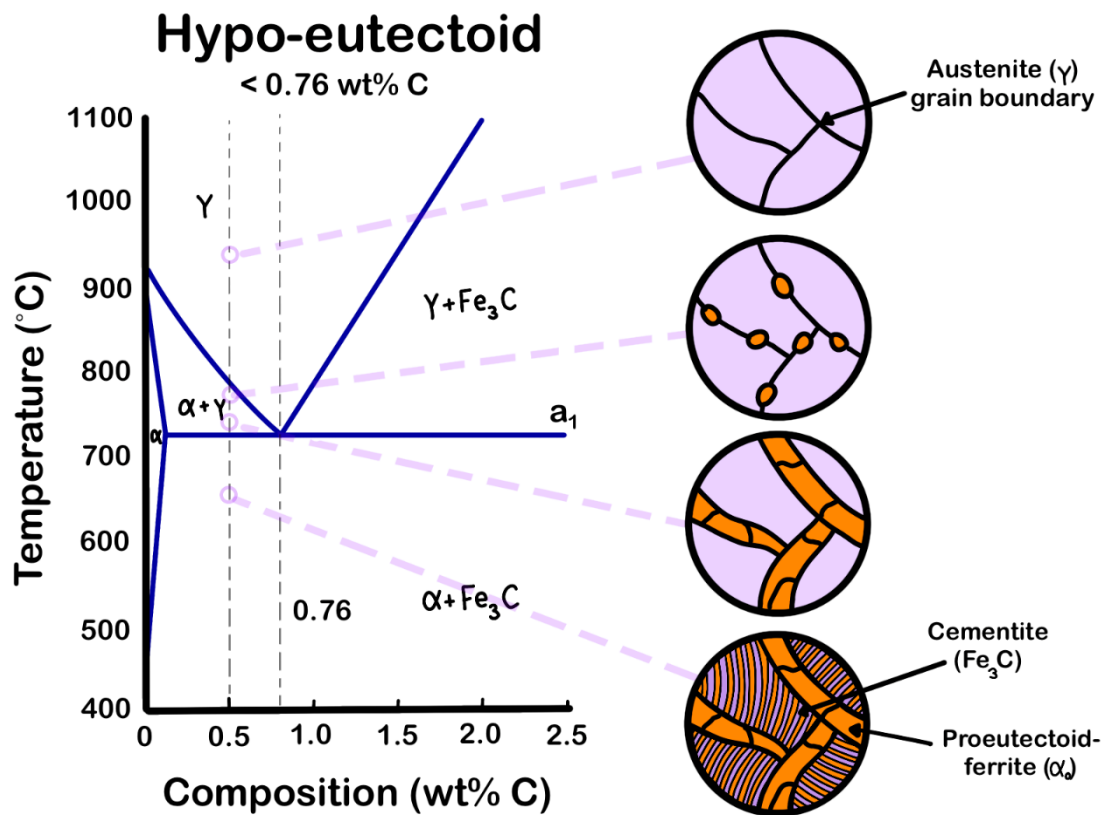 Hypo-eutectoid
< 0.76 wt% C
Austenite (γ)
grain boundary
Temperature (°C)
1100
1000
900
800
700
600
500
400
γ
γ+Fe₃C
α+γ
α
a₁
α+Fe₃C
0.76
0
0.5
1.0
1.5
2.0
2.5
Composition (wt% C)
Cementite
(Fe₃C)
Proeutectoid-
ferrite (α)